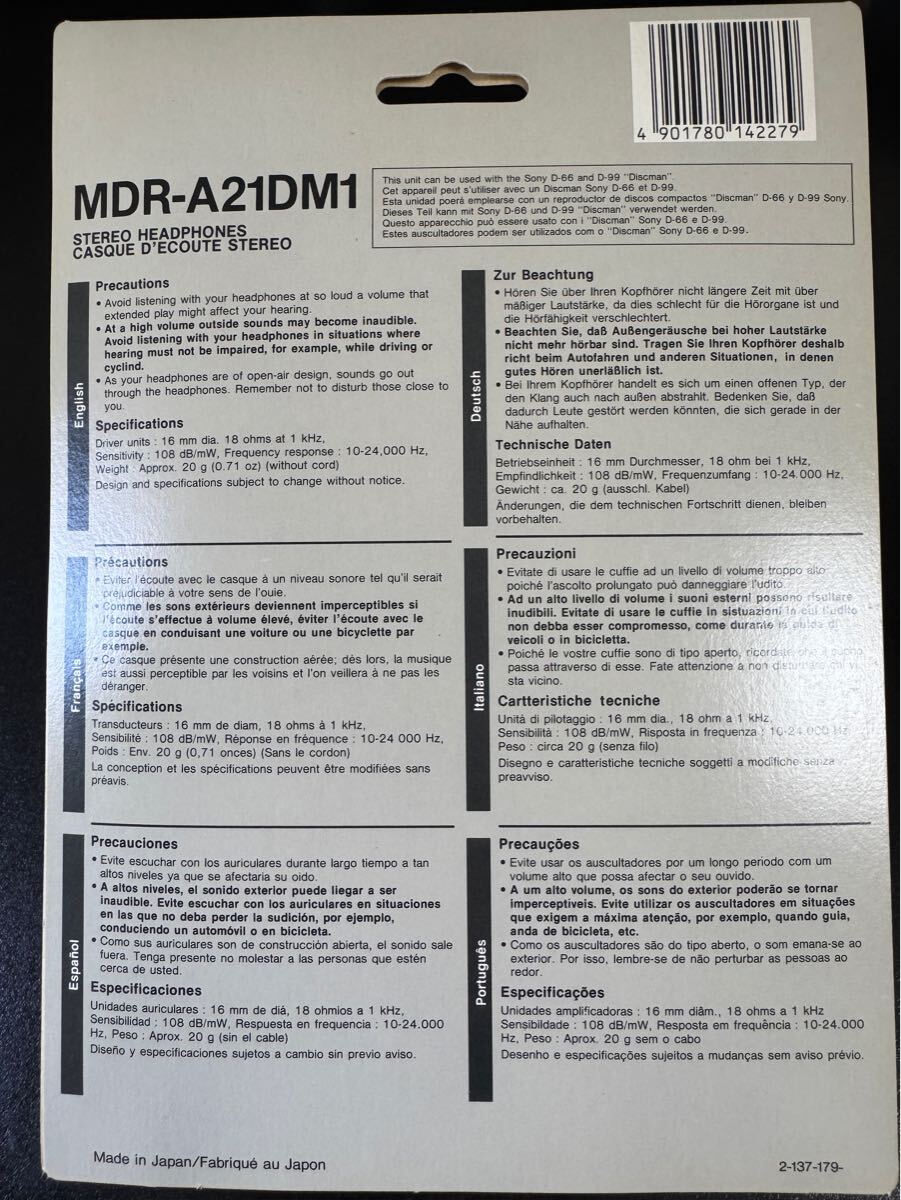 4 901780 142279
MDR-A21DM1
STEREO HEADPHONES
CASQUE D'ECOUTE STEREO
This unit can be used with the Sony D-66 and D-99 "Discman".
Cet appareil peut s'utiliser avec un Discman Sony D-66 et D-99.
Esta unidad poerá emplearse con un reproductor de discos compactos "Discman" D-66 y D-99 Sony.
Dieses Teil kann mit Sony D-66 und D-99 "Discman" verwendet werden.
Questo apparecchio può essere usato con i "Discman" Sony D-66 e D-99.
Estes auscultadores podem ser utilizados com o "Discman" Sony D-66 e D-99.
English
Precautions
• Avoid listening with your headphones at so loud a volume that
extended play might affect your hearing.
• At a high volume outside sounds may become inaudible.
Avoid listening with your headphones in situations where
hearing must not be impaired, for example, while driving or
cyclind.
• As your headphones are of open-air design, sounds go out
through the headphones. Remember not to disturb those close to
you.
Specifications
Driver units : 16 mm dia. 18 ohms at 1 kHz,
Sensitivity : 108 dB/mW, Frequency response : 10-24,000 Hz,
Weight : Approx. 20 g (0.71 oz) (without cord)
Design and specifications subject to change without notice.
Deutsch
Zur Beachtung
• Hören Sie über Ihren Kopfhörer nicht längere Zeit mit über
mäßiger Lautstärke, da dies schlecht für die Hörorgane ist und
die Hörfähigkeit verschlechtert.
• Beachten Sie, daß Außengeräusche bei hoher Lautstärke
nicht mehr hörbar sind. Tragen Sie Ihren Kopfhörer deshalb
richt beim Autofahren und anderen Situationen, in denen
gutes Hören unerläßlich ist.
• Bei Ihrem Kopfhörer handelt es sich um einen offenen Typ, der
den Klang auch nach außen abstrahlt. Bedenken Sie, daß
dadurch Leute gestört werden könnten, die sich gerade in der
Nähe aufhalten.
Technische Daten
Betriebseinheit : 16 mm Durchmesser, 18 ohm bei 1 kHz,
Empfindlichkeit : 108 dB/mW, Frequenzumfang : 10-24.000 Hz,
Gewicht : ca. 20 g (ausschl. Kabel)
Änderungen, die dem technischen Fortschritt dienen, bleiben
vorbehalten.
Français
Précautions
• Eviter l'écoute avec le casque à un niveau sonore tel qu'il serait
préjudiciable à votre sens de l'ouie.
• Comme les sons extérieurs deviennent imperceptibles si
l'écoute s'effectue à volume élevé, éviter l'écoute avec le
casque en conduisant une voiture ou une bicyclette par
exemple.
• Ce casque présente une construction aérée; dès lors, la musique
est aussi perceptible par les voisins et l'on veillera à ne pas les
déranger.
Spécifications
Transducteurs : 16 mm de diam, 18 ohms à 1 kHz,
Sensibilité : 108 dB/mW, Réponse en fréquence : 10-24 000 Hz,
Poids : Env. 20 g (0,71 onces) (Sans le cordon)
La conception et les spécifications peuvent être modifiées sans
préavis.
Italiano
Precauzioni
• Evitate di usare le cuffie ad un livello di volume troppo alto
poiché l'ascolto prolungato può danneggiare l'udito.
• Ad un alto livello di volume i suoni esterni possono risultare
inudibili. Evitate di usare le cuffie in sistuazioni in cui l'udito
non debba esser compromesso, come durante la guida di
veicoli o in bicicletta.
• Poiché le vostre cuffie sono di tipo aperto, ricordate che il suono
passa attraverso di esse. Fate attenzione a non disturbare chi vi
sta vicino.
Cartteristiche tecniche
Unità di pilotaggio : 16 mm dia., 18 ohm a 1 kHz,
Sensibilità : 108 dB/mW, Risposta in frequenza : 10-24 000 Hz
Peso : circa 20 g (senza filo)
Disegno e caratteristiche tecniche soggetti a modifiche senza
preavviso.
Español
Precauciones
• Evite escuchar con los auriculares durante largo tiempo a tan
altos niveles ya que se afectaria su oido.
• A altos niveles, el sonido exterior puede llegar a ser
inaudible. Evite escuchar con los auriculares en situaciones
en las que no deba perder la sudición, por ejemplo,
conduciendo un automóvil o en bicicleta.
• Como sus auriculares son de construcción abierta, el sonido sale
fuera. Tenga presente no molestar a las personas que estén
cerca de usted.
Especificaciones
Unidades auriculares : 16 mm de diá, 18 ohmios a 1 kHz,
Sensibilidad : 108 dB/mW, Respuesta en frequencia : 10-24.000
Hz, Peso : Aprox. 20 g (sin el cable)
Diseño y especificaciones sujetos a cambio sin previo aviso.
Português
Precauções
• Evite usar os auscultadores por um longo periodo com um
volume alto que possa afectar o seu ouvido.
• A um alto volume, os sons do exterior poderão se tornar
imperceptiveis. Evite utilizar os auscultadores em situações
que exigem a máxima atenção, por exemplo, quando guia,
anda de bicicleta, etc.
• Como os auscultadores são do tipo aberto, o som emana-se ao
exterior. Por isso, lembre-se de não perturbar as pessoas ao
redor.
Especificações
Unidades amplificadoras : 16 mm diâm., 18 ohms a 1 kHz
Sensibildade : 108 dB/mW, Resposta em frequência : 10-24.000
Hz, Peso : Aprox. 20 g sem o cabo
Desenho e especificações sujeitos a mudanças sem aviso prévio.
Made in Japan/Fabriqué au Japon
2-137-179-